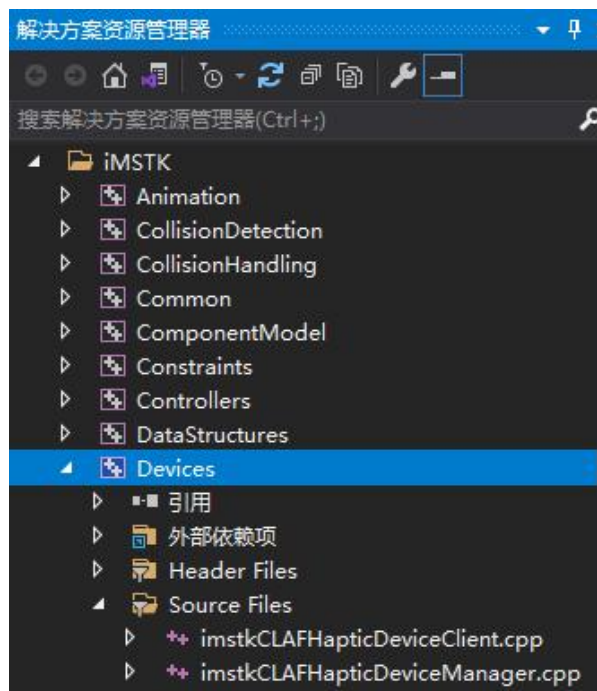 解决方案资源管理器
搜索解决方案资源管理器(Ctrl+;)
iMSTK
Animation
CollisionDetection
CollisionHandling
Common
ComponentModel
Constraints
Controllers
DataStructures
Devices
引用
外部依赖项
Header Files
Source Files
imstkCLAFHapticDeviceClient.cpp
imstkCLAFHapticDeviceManager.cpp